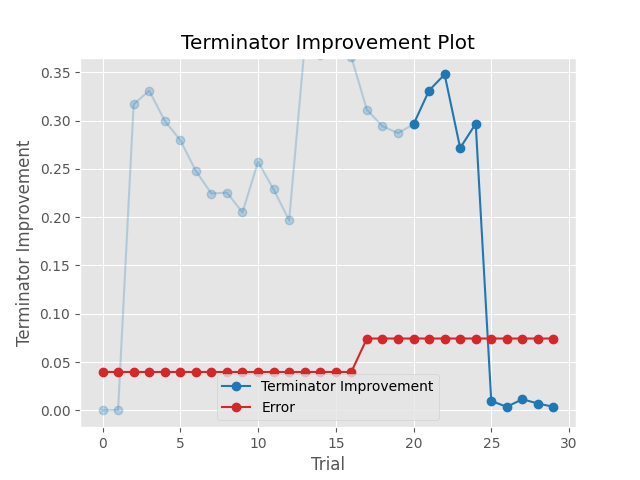 Terminator Improvement Plot
Terminator Improvement
0.35
0.30
0.25
0.20
0.15
0.10
0.05
0.00
Terminator Improvement
Error
0 5 10 15 20 25 30
Trial